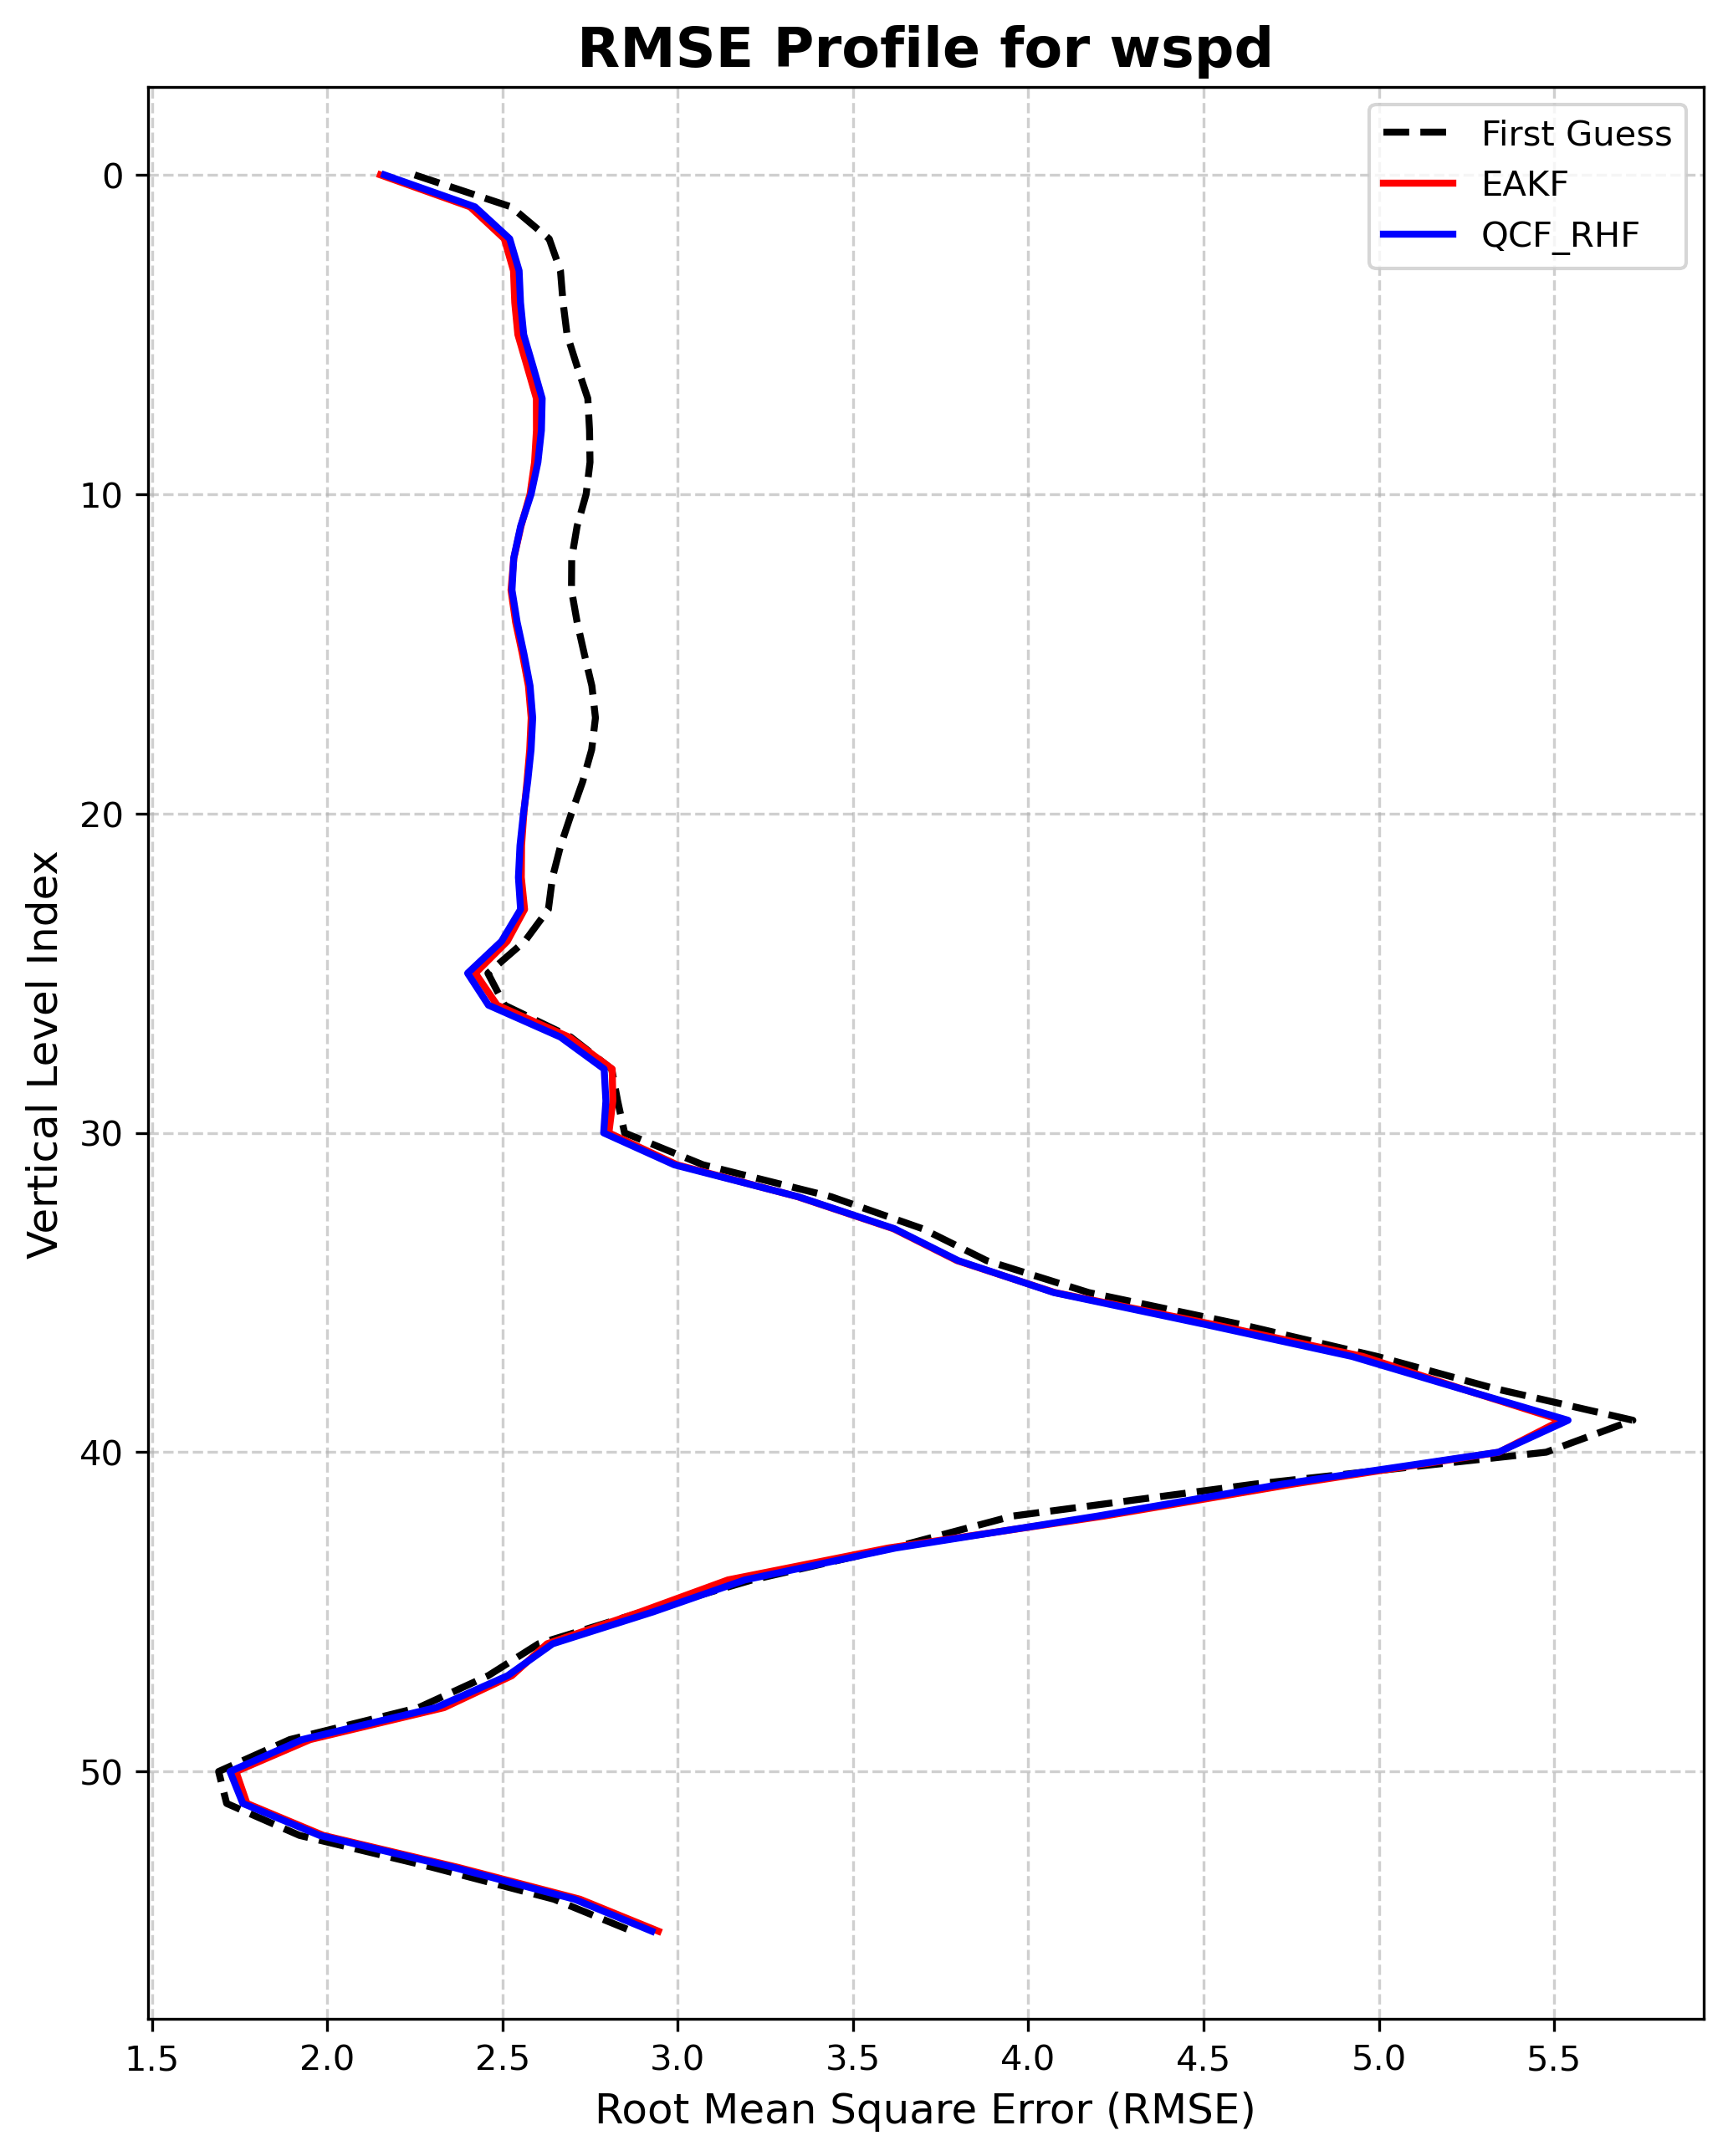 RMSE Profile for wspd
First Guess
EAKF
QCF_RHF
Vertical Level Index
0
10
20
30
40
50
1.5 2.0 2.5 3.0 3.5 4.0 4.5 5.0 5.5
Root Mean Square Error (RMSE)